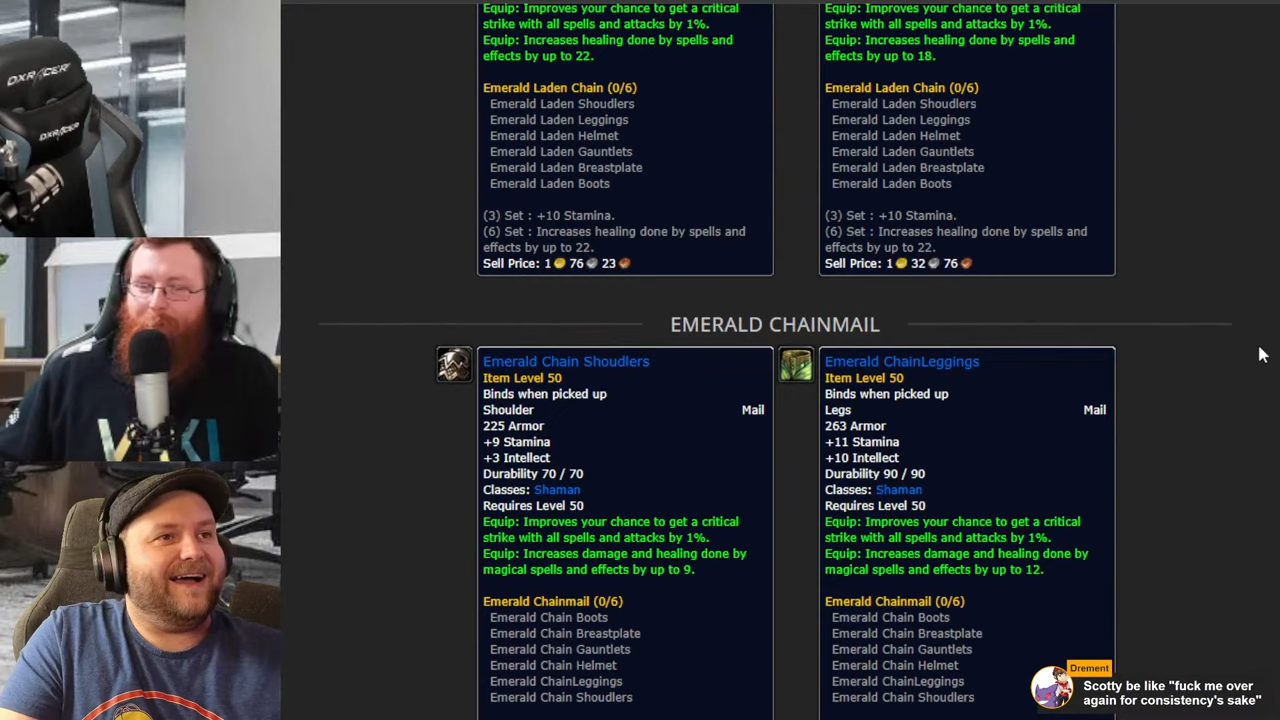 DXRACER
DXRACER
Equip: Improves your chance to get a critical
strike with all spells and attacks by 1%.
Equip: Increases healing done by spells and
effects by up to 22.
Emerald Laden Chain (0/6)
Emerald Laden Shoudlers
Emerald Laden Leggings
Emerald Laden Helmet
Emerald Laden Gauntlets
Emerald Laden Breastplate
Emerald Laden Boots
(3) Set : +10 Stamina.
(6) Set : Increases healing done by spells and
effects by up to 22.
Sell Price: 1 76 23
Equip: Improves your chance to get a critical
strike with all spells and attacks by 1%.
Equip: Increases healing done by spells and
effects by up to 18.
Emerald Laden Chain (0/6)
Emerald Laden Shoudlers
Emerald Laden Leggings
Emerald Laden Helmet
Emerald Laden Gauntlets
Emerald Laden Breastplate
Emerald Laden Boots
(3) Set : +10 Stamina.
(6) Set : Increases healing done by spells and
effects by up to 22.
Sell Price: 1 32 76
EMERALD CHAINMAIL
Emerald Chain Shoudlers
Item Level 50
Binds when picked up
Shoulder Mail
225 Armor
+9 Stamina
+3 Intellect
Durability 70 / 70
Classes: Shaman
Requires Level 50
Equip: Improves your chance to get a critical
strike with all spells and attacks by 1%.
Equip: Increases damage and healing done by
magical spells and effects by up to 9.
Emerald Chainmail (0/6)
Emerald Chain Boots
Emerald Chain Breastplate
Emerald Chain Gauntlets
Emerald Chain Helmet
Emerald ChainLeggings
Emerald Chain Shoudlers
Emerald ChainLeggings
Item Level 50
Binds when picked up
Legs Mail
263 Armor
+11 Stamina
+10 Intellect
Durability 90 / 90
Classes: Shaman
Requires Level 50
Equip: Improves your chance to get a critical
strike with all spells and attacks by 1%.
Equip: Increases damage and healing done by
magical spells and effects by up to 12.
Emerald Chainmail (0/6)
Emerald Chain Boots
Emerald Chain Breastplate
Emerald Chain Gauntlets
Emerald Chain Helmet
Emerald ChainLeggings
Emerald Chain Shoudlers
Drement
Scotty be like "fuck me over
again for consistency's sake"